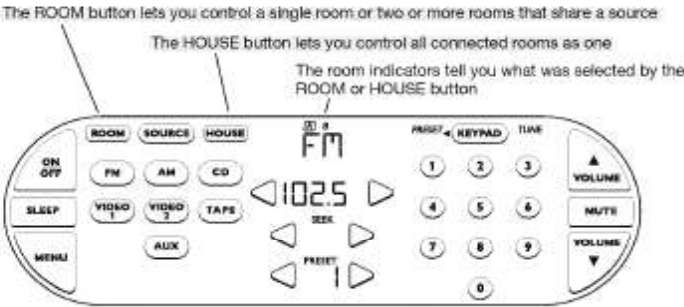 The ROOM button lets you control a single room or two or more rooms that share a source
The HOUSE button lets you control all connected rooms as one
The room indicators tell you what was selected by the
ROOM or HOUSE button
ROOM SOURCE HOUSE
FM
PRESET KEYPAD TUNE
ON
OFF
FM AM CD
1 2 3
VOLUME
SLEEP
VIDEO
1
VIDEO
2
TAPE
102.5
SEEK
4 5 6
MUTE
MENU
AUX
PRESET
1
7 8 9
VOLUME
0